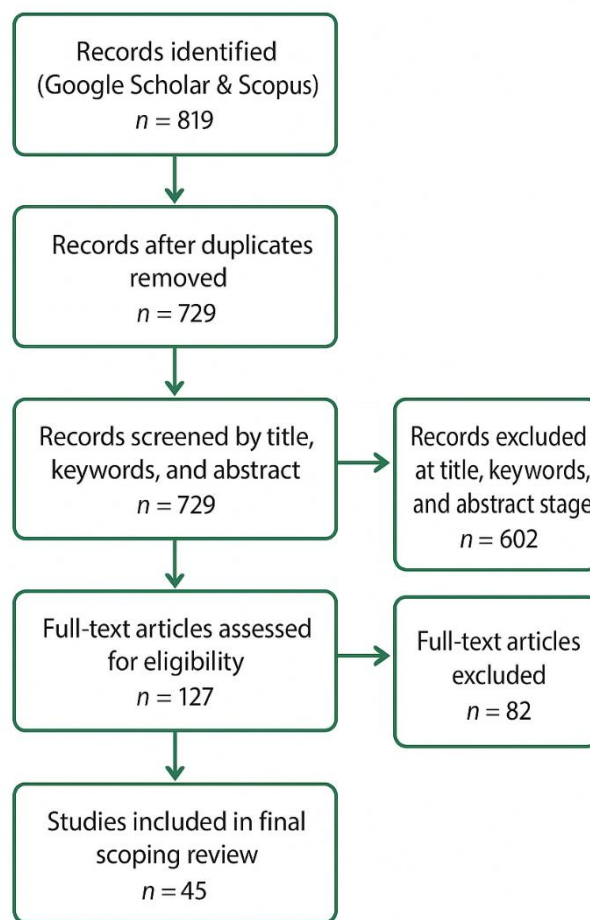 Records identified
(Google Scholar & Scopus)
n = 819
Records after duplicates
removed
n = 729
Records screened by title,
keywords, and abstract
n = 729
Records excluded
at title, keywords,
and abstract stage
n = 602
Full-text articles assessed
for eligibility
n = 127
Full-text articles
excluded
n = 82
Studies included in final
scoping review
n = 45